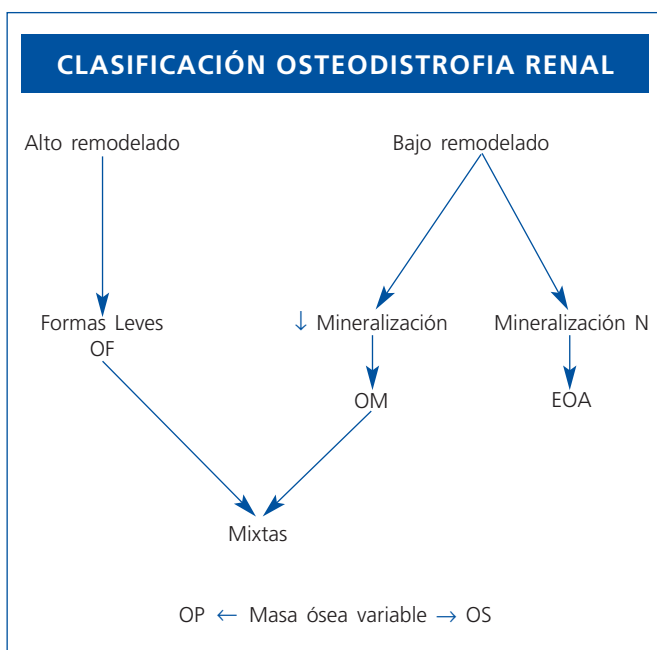 CLASIFICACIÓN OSTEODISTROFIA RENAL
Alto remodelado
Bajo remodelado
Formas Leves
OF
↓ Mineralización
Mineralización N
OM
EOA
Mixtas
OP ← Masa ósea variable → OS